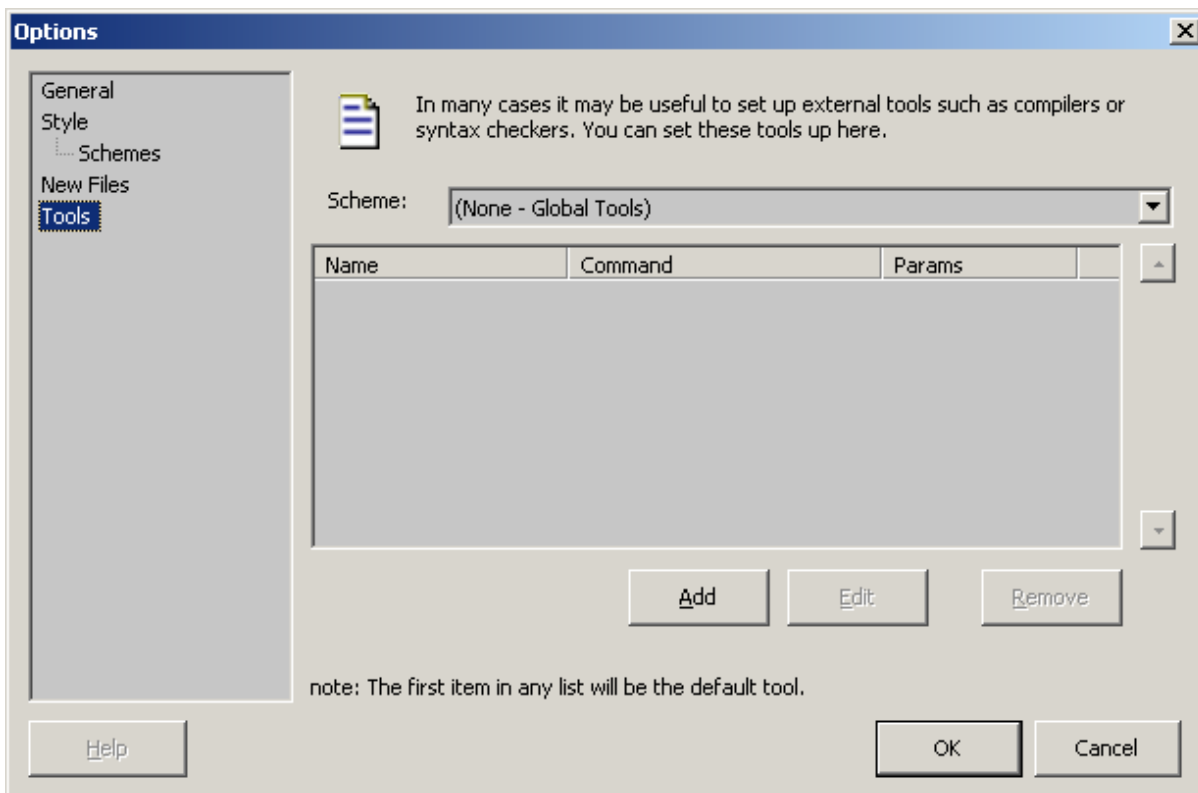 Options
General
Style
Schemes
New Files
Tools
In many cases it may be useful to set up external tools such as compilers or
syntax checkers. You can set these tools up here.
Scheme:
(None - Global Tools)
Name Command Params
Add Edit Remove
note: The first item in any list will be the default tool.
Help OK Cancel